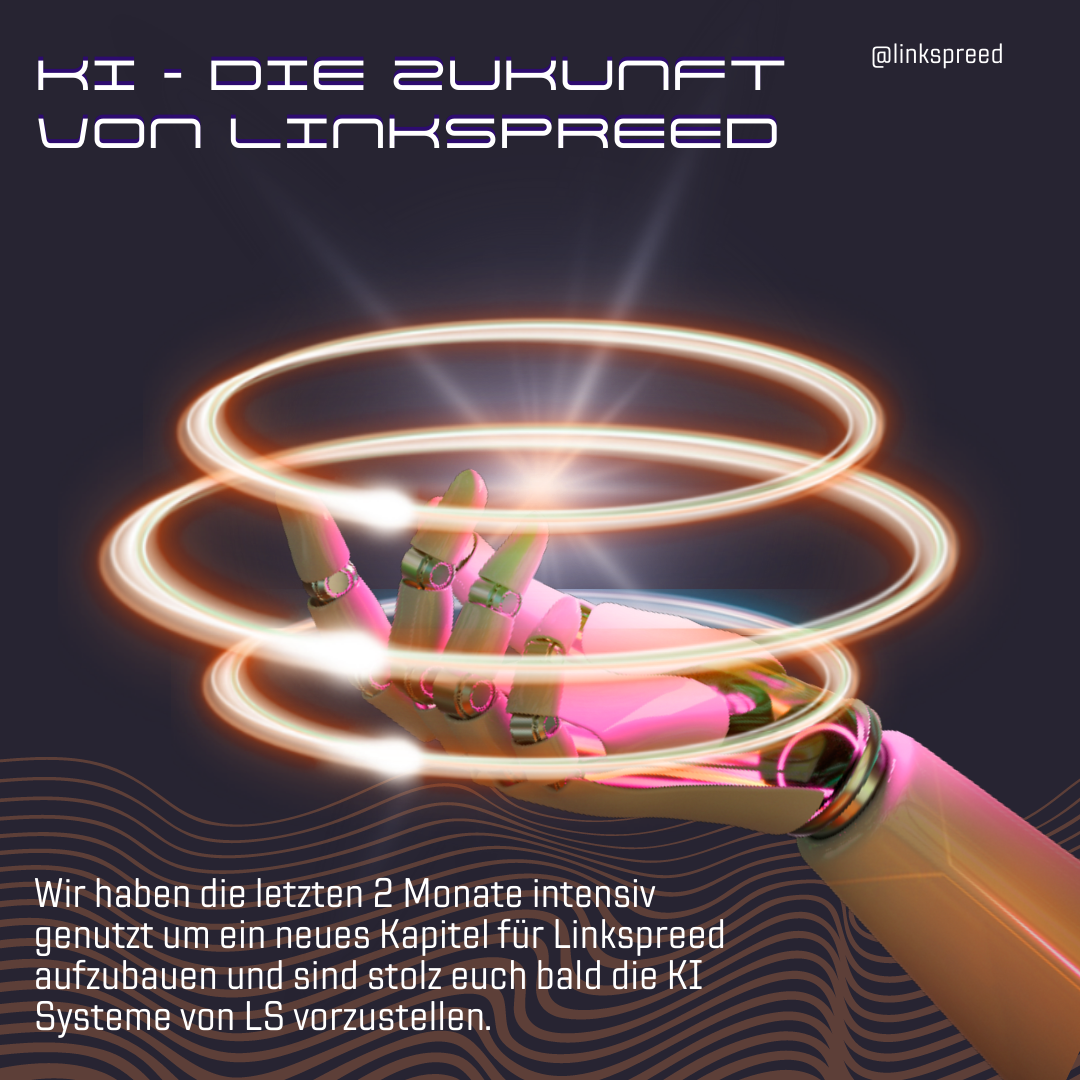 KI - DIE ZUKUNFT
VON LINKSPREED
@linkspreed
Wir haben die letzten 2 Monate intensiv
genutzt um ein neues Kapitel für Linkspreed
aufzubauen und sind stolz euch bald die KI
Systeme von LS vorzustellen.